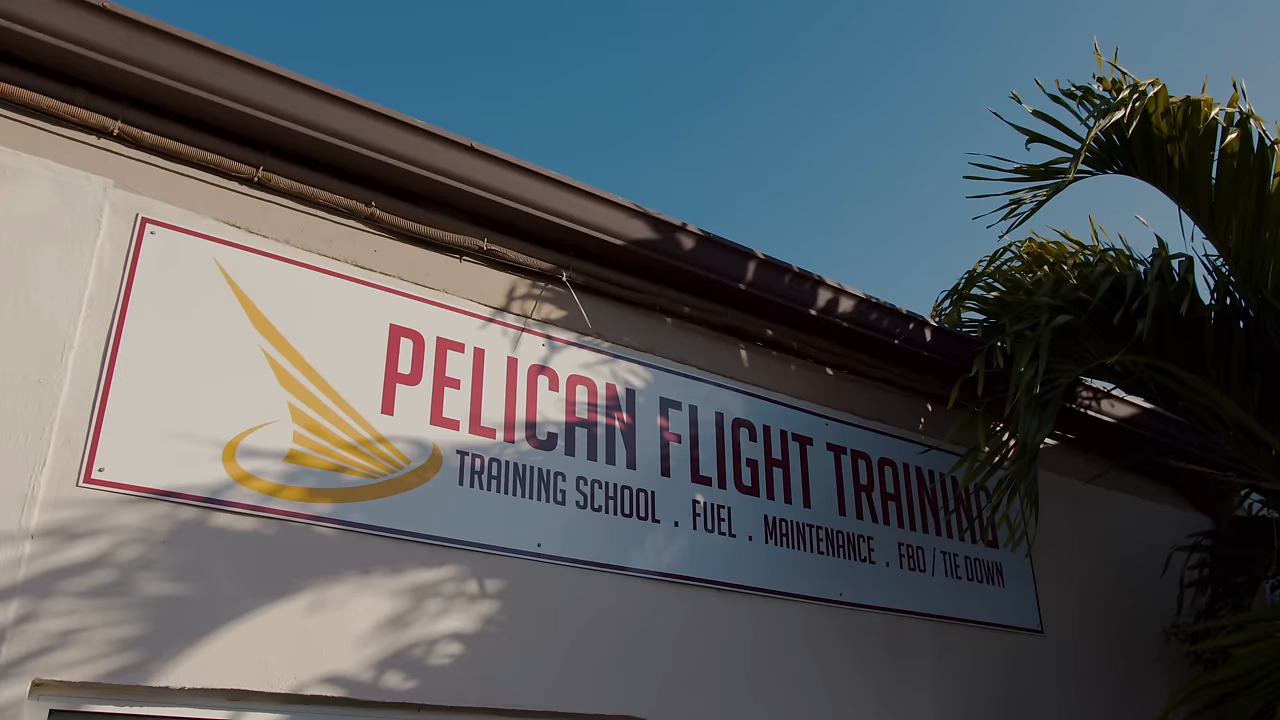 PELICAN FLIGHT TRAINING
TRAINING SCHOOL . FUEL . MAINTENANCE . FBO / TIE DOWN